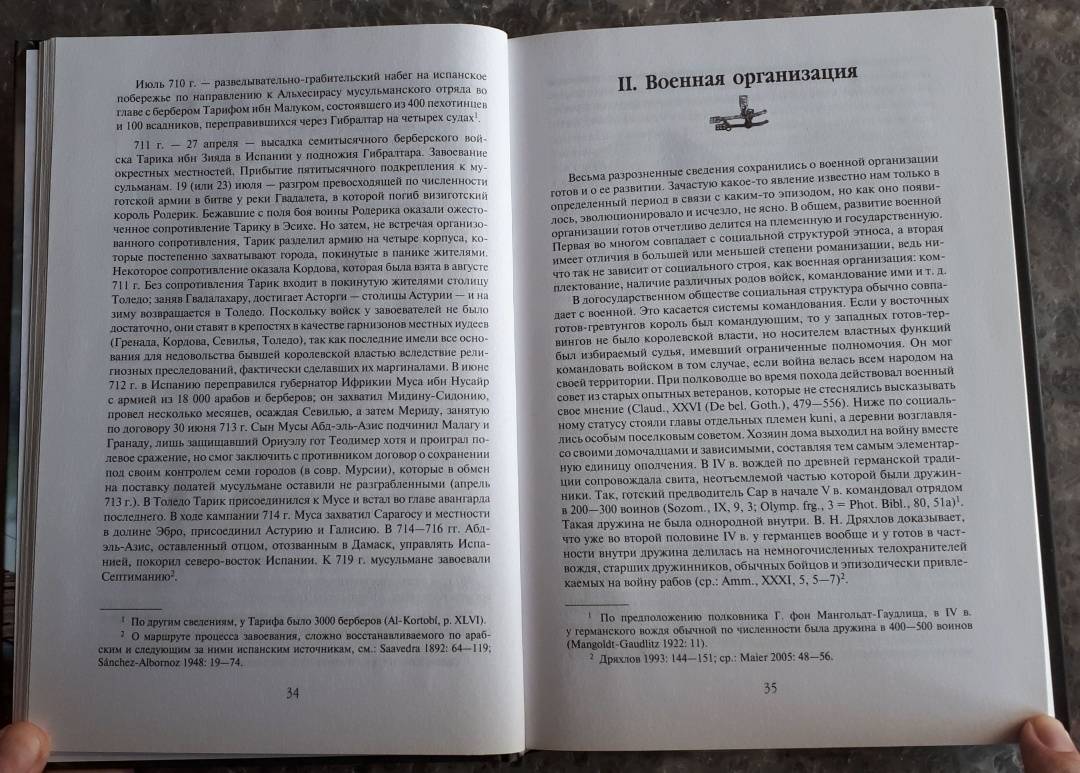 Июль 710 г. — разведывательно-грабительский набег на испанское
побережье по направлению к Альхесирасу мусульманского отряда во
главе с бербером Тарифом ибн Малуком, состоявшего из 400 пехотинцев
и 100 всадников, переправившихся через Гибралтар на четырех судах¹.
711 г. — 27 апреля — высадка семитысячного берберского вой-
ска Тарика ибн Зияда в Испании у подножия Гибралтара. Завоевание
окрестных местностей. Прибытие пятитысячного подкрепления к му-
сульманам. 19 (или 23) июля — разгром превосходящей по численности
готской армии в битве у реки Гвадалета, в которой погиб визиготский
король Родерик. Бежавшие с поля боя воины Родерика оказали ожесто-
ченное сопротивление Тарику в Эсихе. Но затем, не встречая организо-
ванного сопротивления, Тарик разделил армию на четыре корпуса, ко-
торые постепенно захватывают города, покинутые в панике жителями.
Некоторое сопротивление оказала Кордова, которая была взята в августе
711 г. Без сопротивления Тарик входит в покинутую жителями столицу
Толедо; заняв Гвадалахару, достигает Асторги — столицы Астурии — и на
зиму возвращается в Толедо. Поскольку войск у завоевателей не было
достаточно, они ставят в крепостях в качестве гарнизонов местных иудеев
(Гренада, Кордова, Севилья, Толедо), так как последние имели все осно-
вания для недовольства бывшей королевской властью вследствие рели-
гиозных преследований, фактически сделавших их маргиналами. В июне
712 г. в Испанию переправился губернатор Ифрикии Муса ибн Нусайр
с армией из 18 000 арабов и берберов; он захватил Мидину-Сидонию,
провел несколько месяцев, осаждая Севилью, а затем Мериду, занятую
по договору 30 июня 713 г. Сын Мусы Абд-эль-Азис подчинил Малагу и
Гранаду, лишь защищавший Ориуэлу гот Теодимер хотя и проиграл по-
левое сражение, но смог заключить с противником договор о сохранении
под своим контролем семи городов (в совр. Мурсии), которые в обмен
на поставку податей мусульмане оставили не разграбленными (апрель
713 г.). В Толедо Тарик присоединился к Мусе и встал во главе авангарда
последнего. В ходе кампании 714 г. Муса захватил Сарагосу и местности
в долине Эбро, присоединил Астурию и Галисию. В 714—716 гг. Абд-
эль-Азис, оставленный отцом, отозванным в Дамаск, управлять Испа-
нией, покорил северо-восток Испании. К 719 г. мусульмане завоевали
Септиманию².
¹ По другим сведениям, у Тарифа было 3000 берберов (Al-Kortobí, p. XLVI).
² О маршруте процесса завоевания, сложно восстанавливаемого по араб-
ским и следующим за ними испанским источникам, см.: Saavedra 1892: 64—119;
Sánchez-Albornoz 1948: 19—74.
34
II. Военная организация
Весьма разрозненные сведения сохранились о военной организации
готов и о ее развитии. Зачастую какое-то явление известно нам только в
определенный период в связи с каким-то эпизодом, но как оно появи-
лось, эволюционировало и исчезло, не ясно. В общем, развитие военной
организации готов отчетливо делится на племенную и государственную.
Первая во многом совпадает с социальной структурой этноса, а вторая
имеет отличия в большей или меньшей степени романизации, ведь ни-
что так не зависит от социального строя, как военная организация: ком-
плектование, наличие различных родов войск, командование ими и т. д.
В догосударственном обществе социальная структура обычно совпа-
дает с военной. Это касается системы командования. Если у восточных
готов-гревтунгов король был командующим, то у западных готов-тер-
вингов не было королевской власти, но носителем властных функций
был избираемый судья, имевший ограниченные полномочия. Он мог
командовать войском в том случае, если война велась всем народом на
своей территории. При полководце во время похода действовал военный
совет из старых опытных ветеранов, которые не стеснялись высказывать
свое мнение (Claud., XXVI (De bel. Goth.), 479—556). Ниже по социаль-
ному статусу стояли главы отдельных племен kuni, а деревни возглавля-
лись особым поселковым советом. Хозяин дома выходил на войну вместе
со своими домочадцами и зависимыми, составляя тем самым элементар-
ную единицу ополчения. В IV в. вождей по древней германской тради-
ции сопровождала свита, неотъемлемой частью которой были дружин-
ники. Так, готский предводитель Сар в начале V в. командовал отрядом
в 200—300 воинов (Sozom., IX, 9, 3; Olymp. frg., 3 = Phot. Bibl., 80, 51a)¹.
Такая дружина не была однородной внутри. В. Н. Дряхлов доказывает,
что уже во второй половине IV в. у германцев вообще и у готов в част-
ности внутри дружина делилась на немногочисленных телохранителей
вождя, старших дружинников, обычных бойцов и эпизодически привле-
каемых на войну рабов (ср.: Amm., XXXI, 5, 5—7)².
¹ По предположению полковника Г. фон Мангольдт-Гаудлица, в IV в.
у германского вождя обычной по численности была дружина в 400—500 воинов
(Mangoldt-Gaudlitz 1922: 11).
² Дряхлов 1993: 144—151; ср.: Maier 2005: 48—56.
35